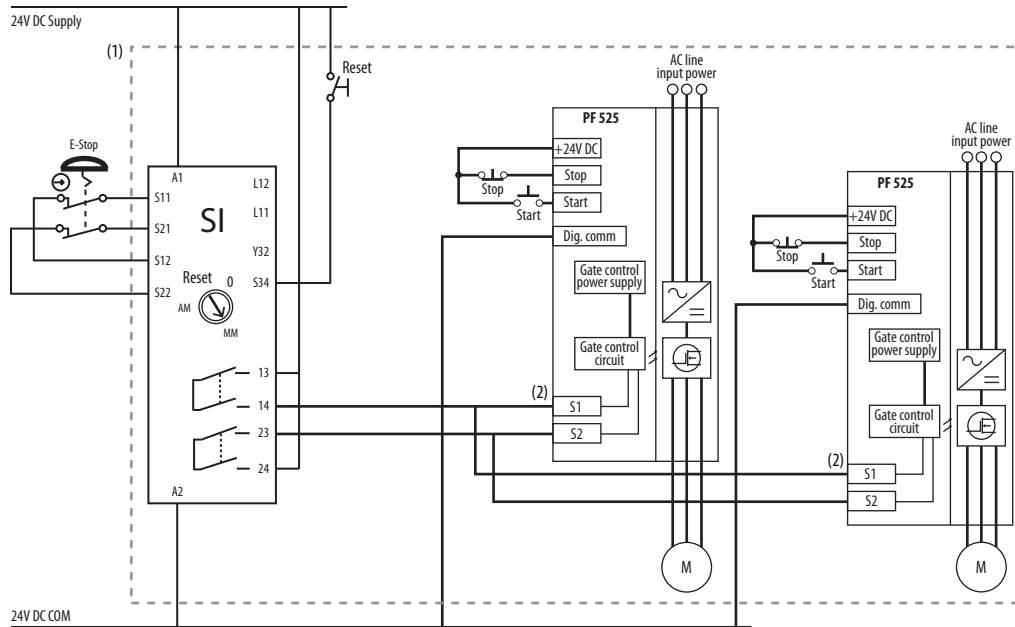 24V DC Supply
(1)
Reset
E-Stop
A1
S11
S21
S12
S22
SI
L12
L11
Y32
S34
Reset
0
AM
MM
13
14
23
24
A2
AC line
input power
PF 525
+24V DC
Stop
Start
Stop
Start
Dig. comm
Gate control
power supply
Gate control
circuit
(2)
S1
S2
M
AC line
input power
PF 525
+24V DC
Stop
Start
Stop
Start
Dig. comm
Gate control
power supply
Gate control
circuit
(2)
S1
S2
M
24V DC COM